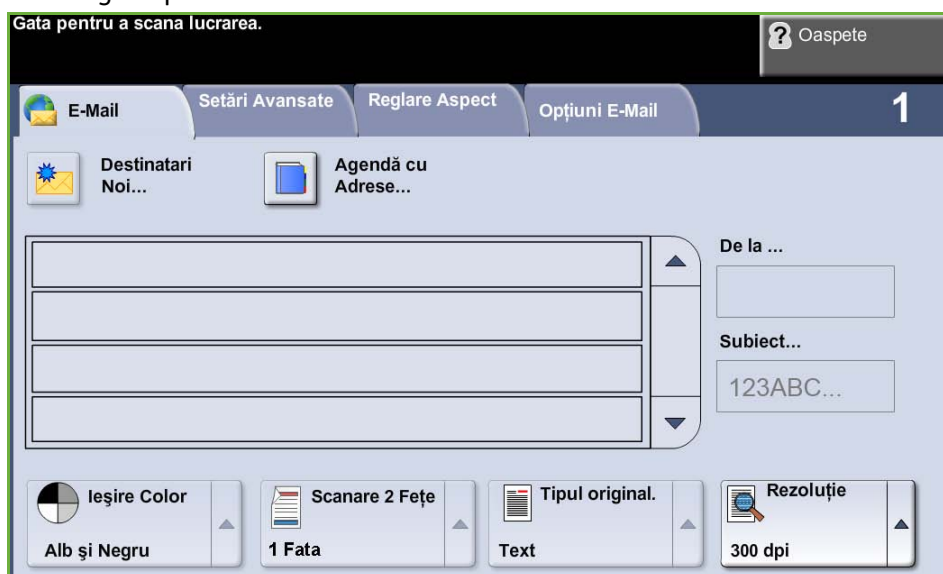 Gata pentru a scana lucrarea.
Oaspete
E-Mail
Setări Avansate
Reglare Aspect
Opțiuni E-Mail
1
Destinatari
Noi...
Agendă cu
Adrese...
De la ...
Subiect...
123ABC...
Ieşire Color
Alb şi Negru
Scanare 2 Fețe
1 Fata
Tipul original.
Text
Rezoluție
300 dpi